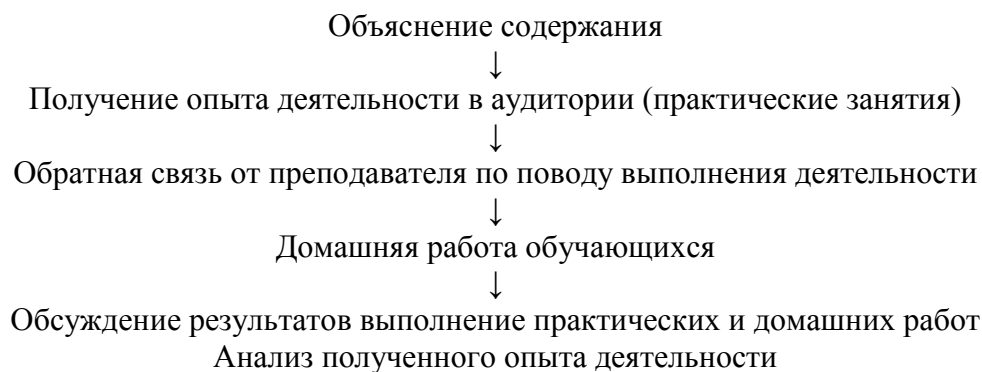 Объяснение содержания
↓
Получение опыта деятельности в аудитории (практические занятия)
↓
Обратная связь от преподавателя по поводу выполнения деятельности
↓
Домашняя работа обучающихся
↓
Обсуждение результатов выполнение практических и домашних работ
Анализ полученного опыта деятельности